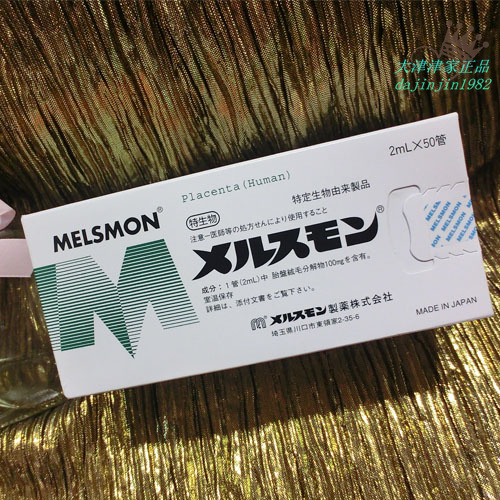 大津津家正品
dajinjin1982
2mL×50管
Placenta (Human)
特生物
特定生物由来製品
注意－医師等の処方せんにより使用すること
MELSMON®
メルスモン®
成分：1管(2mL)中 胎盤絨毛分解物100mgを含有。
室温保存
詳細は、添付文書をご覧下さい。
メルスモン製薬株式会社
埼玉県川口市東領家2-35-6
MADE IN JAPAN
MELSMON